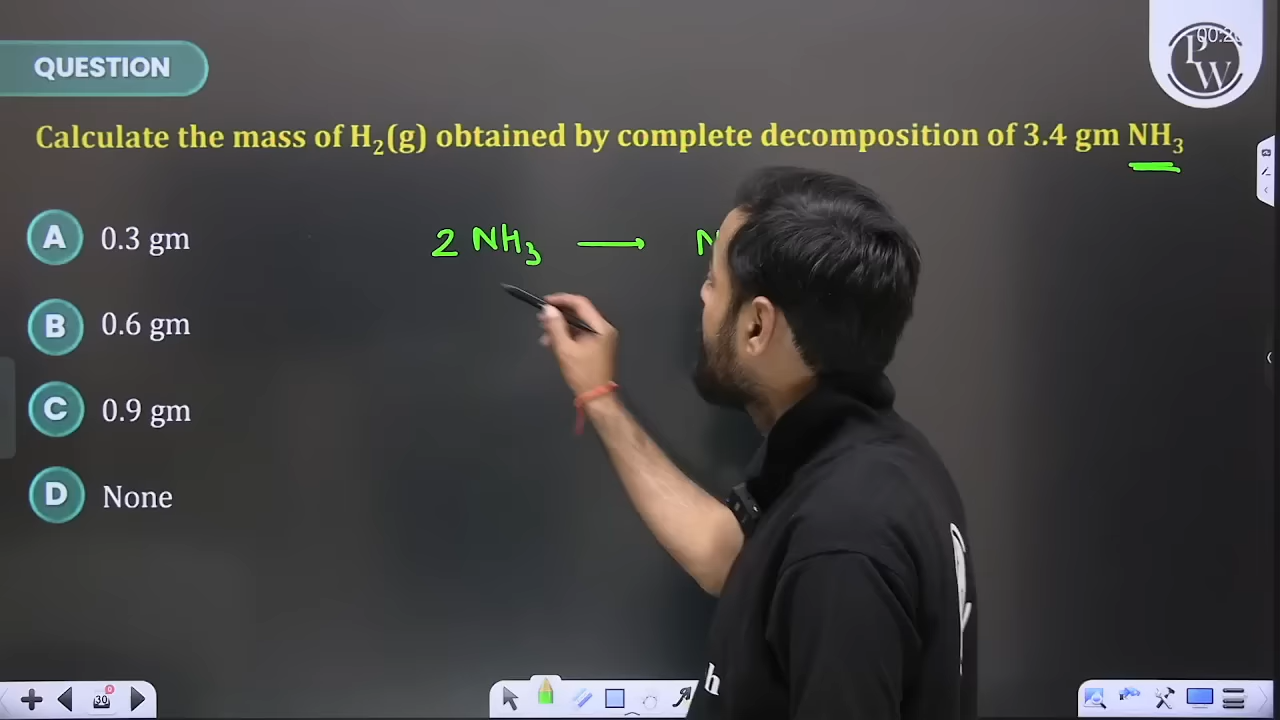 QUESTION
Calculate the mass of H₂(g) obtained by complete decomposition of 3.4 gm NH₃
A 0.3 gm
B 0.6 gm
C 0.9 gm
D None
2 NH₃ ⟶ N
PW
30
h